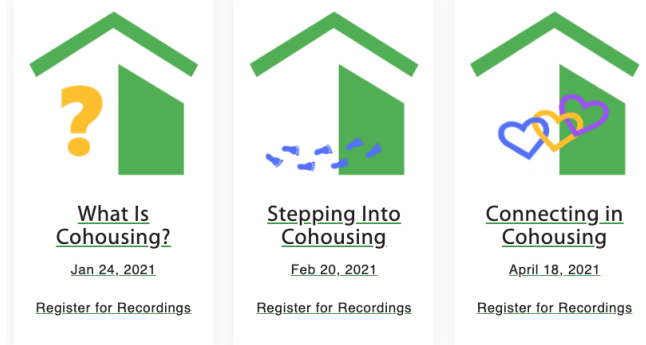 ?
What Is
Cohousing?
Jan 24, 2021
Register for Recordings
Stepping Into
Cohousing
Feb 20, 2021
Register for Recordings
Connecting in
Cohousing
April 18, 2021
Register for Recordings